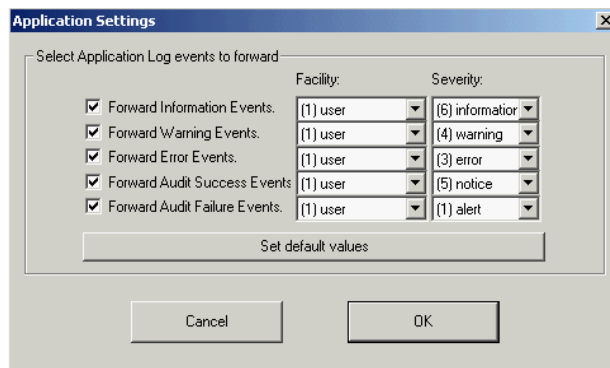 Application Settings
Select Application Log events to forward
Facility: Severity:
Forward Information Events. (1) user (6) information
Forward Warning Events. (1) user (4) warning
Forward Error Events. (1) user (3) error
Forward Audit Success Events (1) user (5) notice
Forward Audit Failure Events. (1) user (1) alert
Set default values
Cancel OK